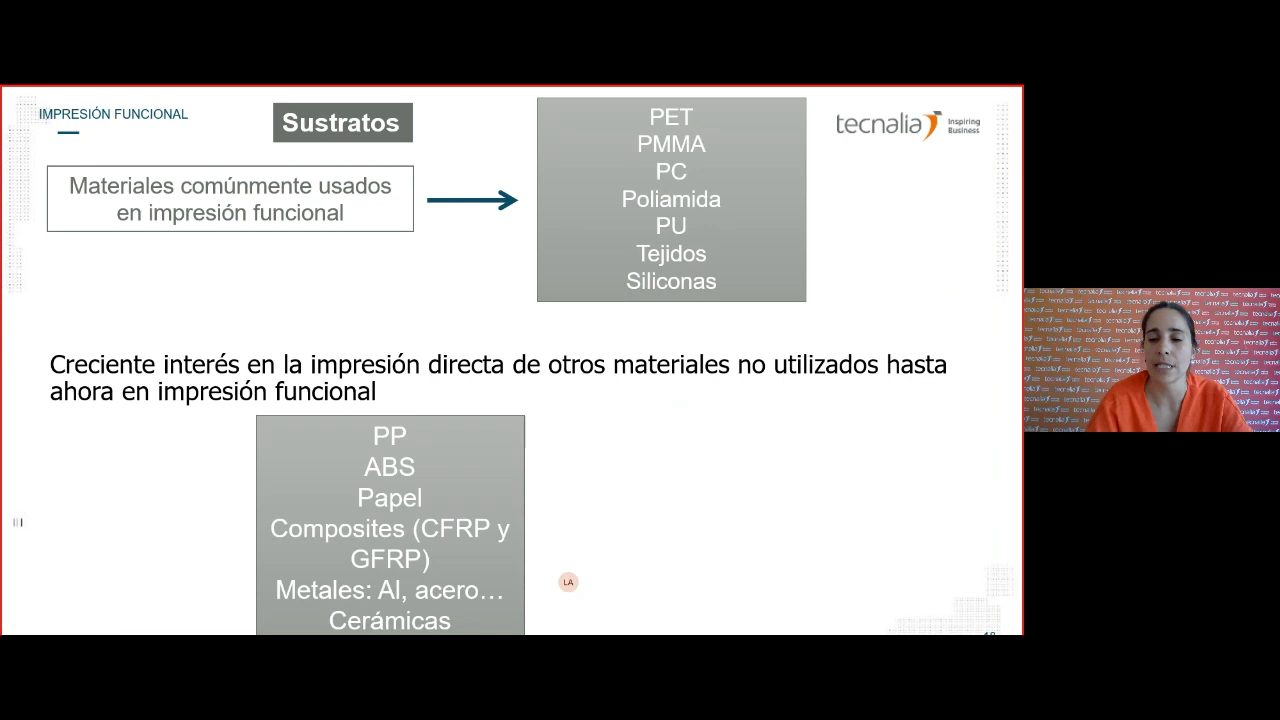 IMPRESIÓN FUNCIONAL
Sustratos
tecnalia Inspiring
Business
Materiales comúnmente usados
en impresión funcional
PET
PMMA
PC
Poliamida
PU
Tejidos
Siliconas
Creciente interés en la impresión directa de otros materiales no utilizados hasta
ahora en impresión funcional
PP
ABS
Papel
Composites (CFRP y
GFRP)
Metales: Al, acero…
Cerámicas
LA